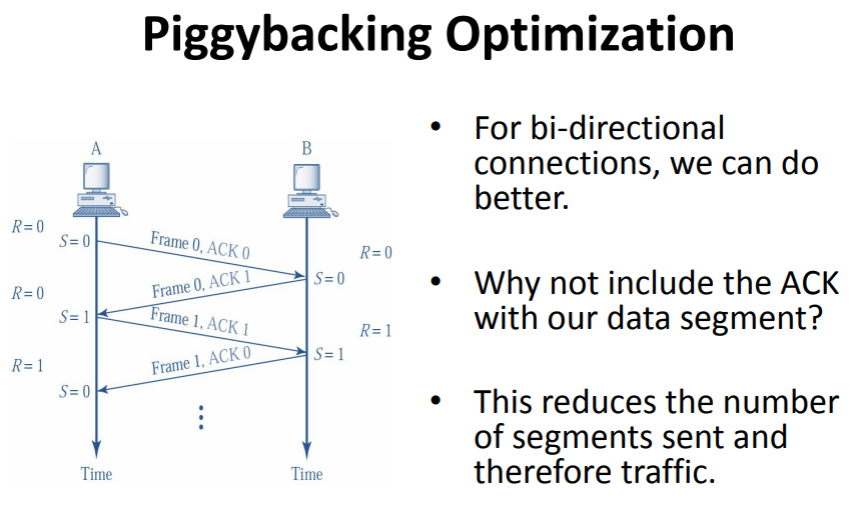 Piggybacking Optimization
A
B
R = 0
S = 0
Frame 0, ACK 0
R = 0
Frame 0, ACK 1
S = 0
R = 0
S = 1
Frame 1, ACK 1
R = 1
Frame 1, ACK 0
S = 1
R = 1
S = 0
Time
Time
• For bi-directional
connections, we can do
better.
• Why not include the ACK
with our data segment?
• This reduces the number
of segments sent and
therefore traffic.